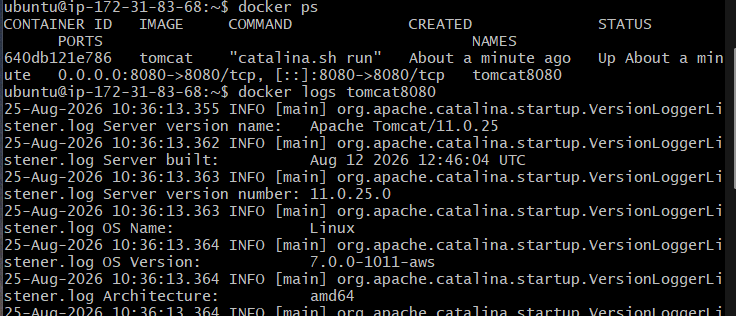 ubuntu@ip-172-31-83-68:~$ docker ps
CONTAINER ID   IMAGE     COMMAND             CREATED              STATUS
      PORTS                                         NAMES
640db121e786   tomcat    "catalina.sh run"   About a minute ago   Up About a min
ute   0.0.0.0:8080->8080/tcp, [::]:8080->8080/tcp   tomcat8080
ubuntu@ip-172-31-83-68:~$ docker logs tomcat8080
25-Aug-2026 10:36:13.355 INFO [main] org.apache.catalina.startup.VersionLoggerLi
stener.log Server version name:   Apache Tomcat/11.0.25
25-Aug-2026 10:36:13.362 INFO [main] org.apache.catalina.startup.VersionLoggerLi
stener.log Server built:          Aug 12 2026 12:46:04 UTC
25-Aug-2026 10:36:13.363 INFO [main] org.apache.catalina.startup.VersionLoggerLi
stener.log Server version number: 11.0.25.0
25-Aug-2026 10:36:13.363 INFO [main] org.apache.catalina.startup.VersionLoggerLi
stener.log OS Name:               Linux
25-Aug-2026 10:36:13.364 INFO [main] org.apache.catalina.startup.VersionLoggerLi
stener.log OS Version:            7.0.0-1011-aws
25-Aug-2026 10:36:13.364 INFO [main] org.apache.catalina.startup.VersionLoggerLi
stener.log Architecture:          amd64
25-Aug-2026 10:36:13.364 INFO [main] org.apache.catalina.startup.VersionLoggerLi